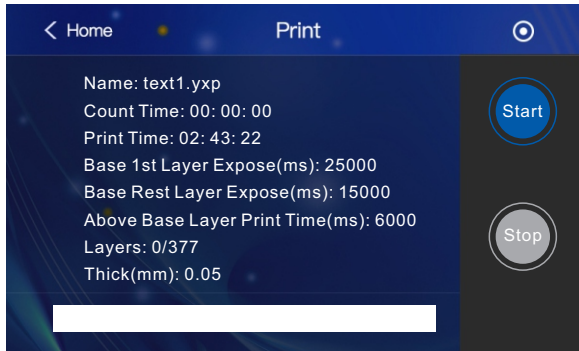 Home
Print
Name: text1.yxp
Count Time: 00: 00: 00
Print Time: 02: 43: 22
Base 1st Layer Expose(ms): 25000
Base Rest Layer Expose(ms): 15000
Above Base Layer Print Time(ms): 6000
Layers: 0/377
Thick(mm): 0.05
Start
Stop